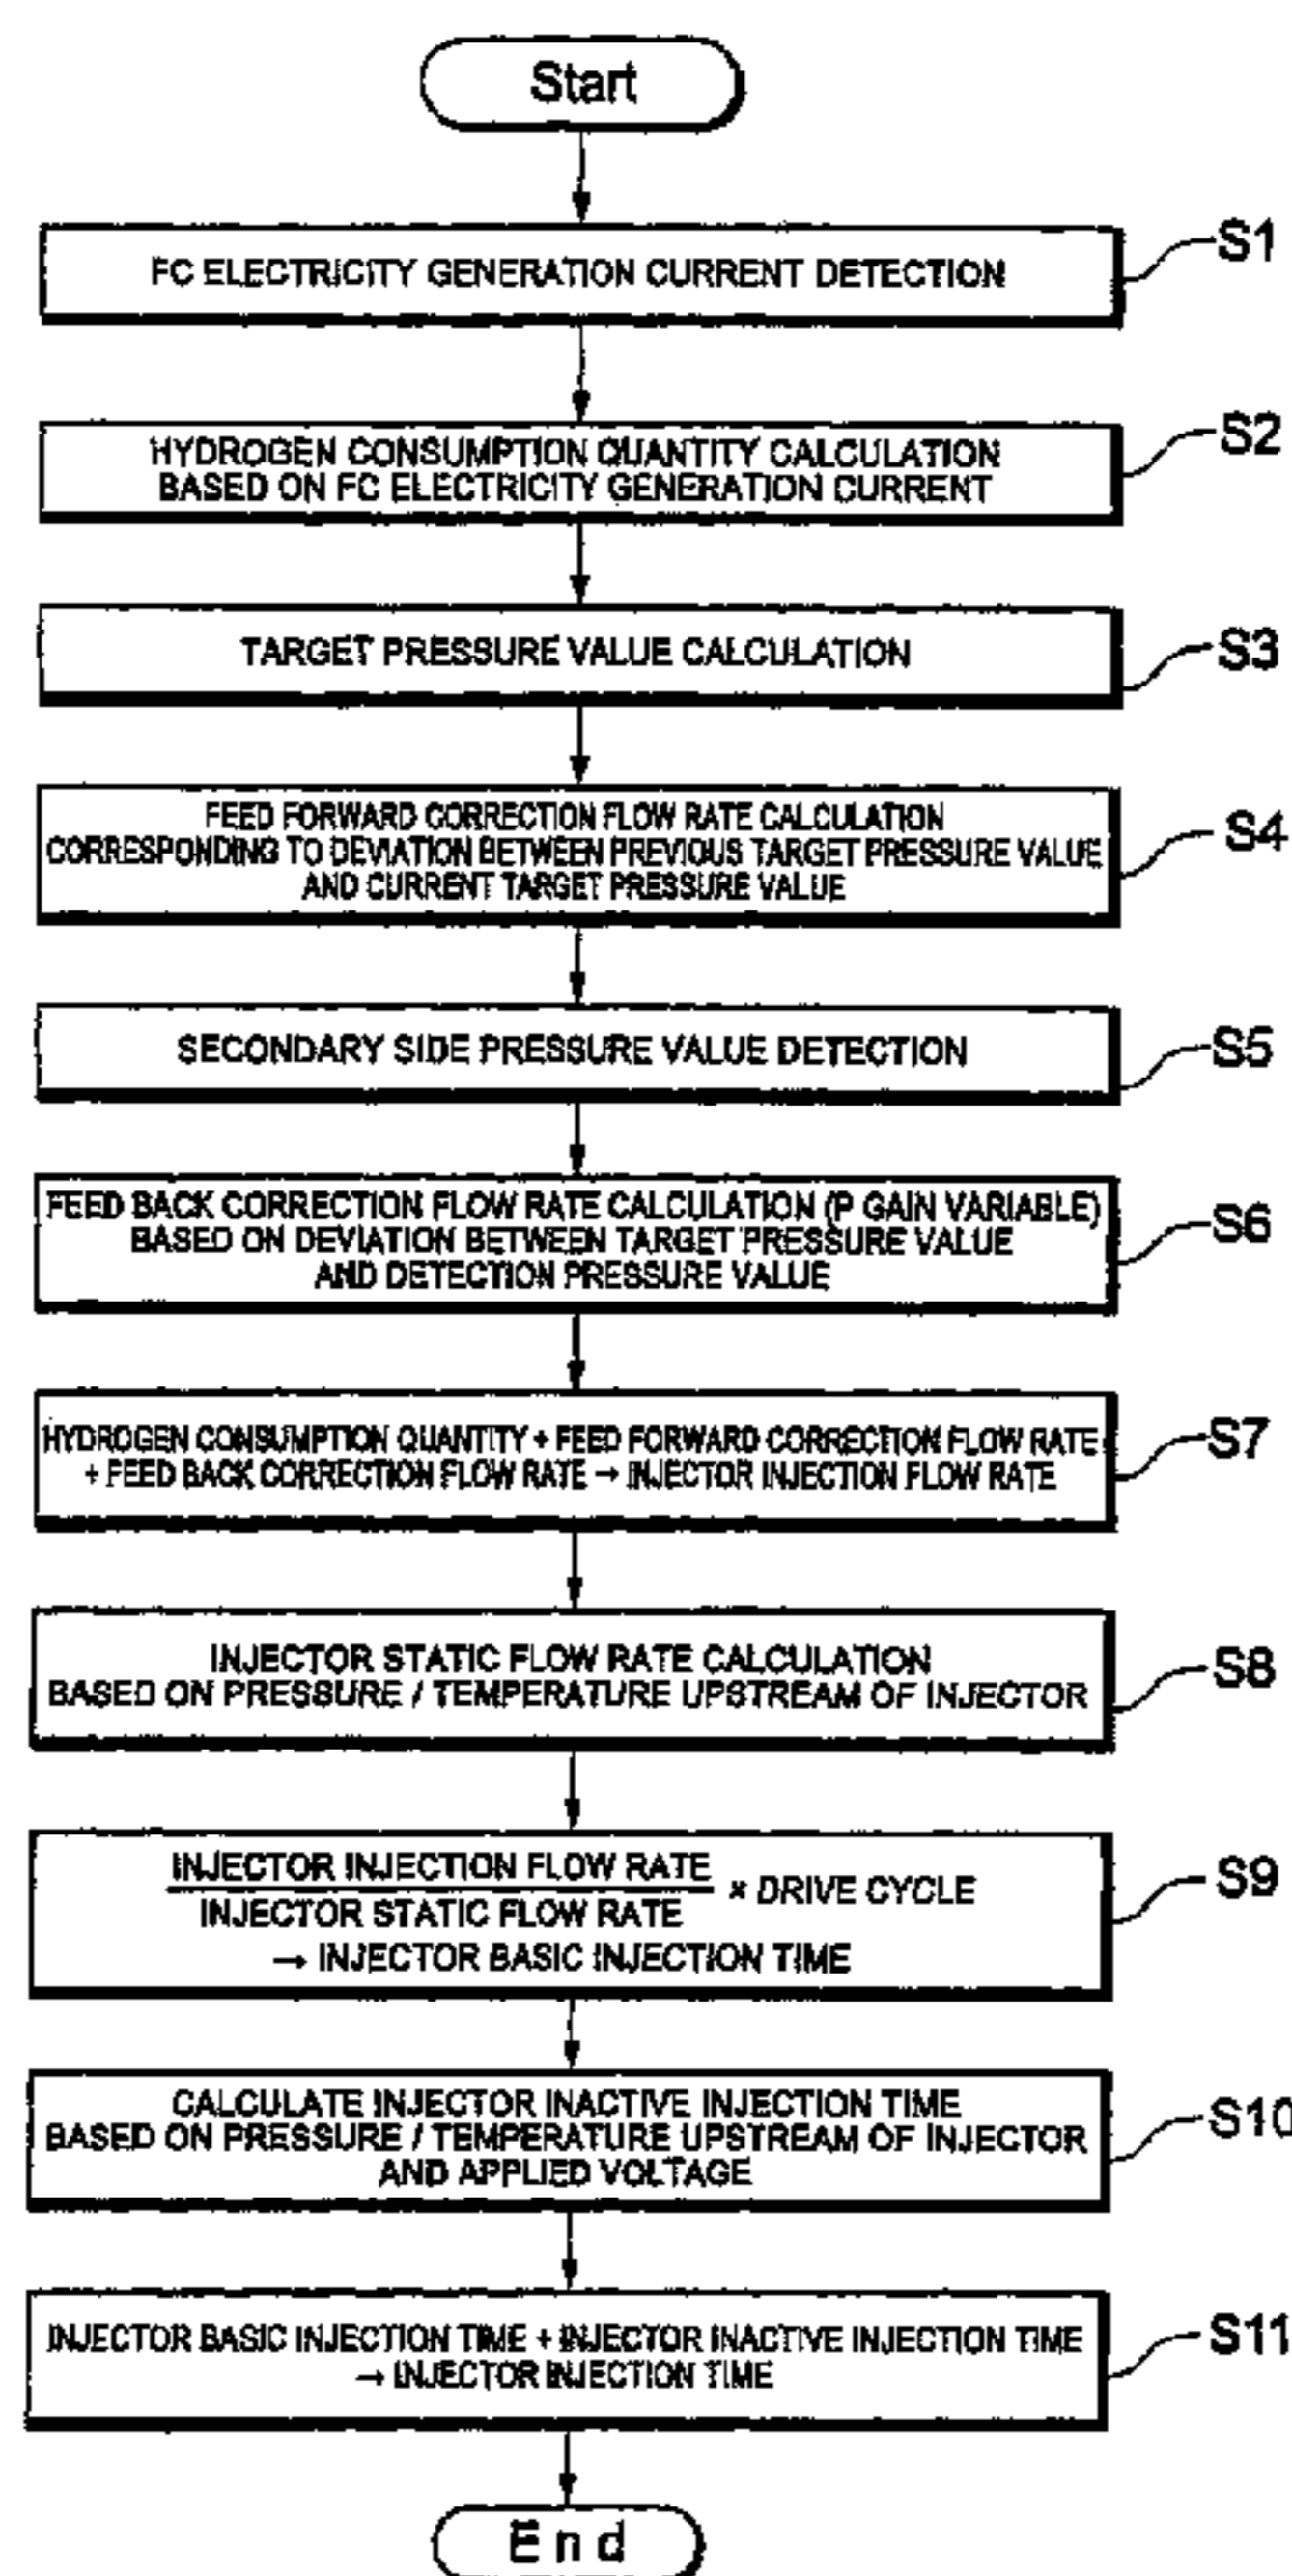 Start
FC ELECTRICITY GENERATION CURRENT DETECTION
S1
HYDROGEN CONSUMPTION QUANTITY CALCULATION
BASED ON FC ELECTRICITY GENERATION CURRENT
S2
TARGET PRESSURE VALUE CALCULATION
S3
FEED FORWARD CORRECTION FLOW RATE CALCULATION
CORRESPONDING TO DEVIATION BETWEEN PREVIOUS TARGET PRESSURE VALUE
AND CURRENT TARGET PRESSURE VALUE
S4
SECONDARY SIDE PRESSURE VALUE DETECTION
S5
FEED BACK CORRECTION FLOW RATE CALCULATION (P GAIN VARIABLE)
BASED ON DEVIATION BETWEEN TARGET PRESSURE VALUE
AND DETECTION PRESSURE VALUE
S6
HYDROGEN CONSUMPTION QUANTITY + FEED FORWARD CORRECTION FLOW RATE
+ FEED BACK CORRECTION FLOW RATE → INJECTOR INJECTION FLOW RATE
S7
INJECTOR STATIC FLOW RATE CALCULATION
BASED ON PRESSURE / TEMPERATURE UPSTREAM OF INJECTOR
S8
INJECTOR INJECTION FLOW RATE
INJECTOR STATIC FLOW RATE
× DRIVE CYCLE
→ INJECTOR BASIC INJECTION TIME
S9
CALCULATE INJECTOR INACTIVE INJECTION TIME
BASED ON PRESSURE / TEMPERATURE UPSTREAM OF INJECTOR
AND APPLIED VOLTAGE
S10
INJECTOR BASIC INJECTION TIME + INJECTOR INACTIVE INJECTION TIME
→ INJECTOR INJECTION TIME
S11
End